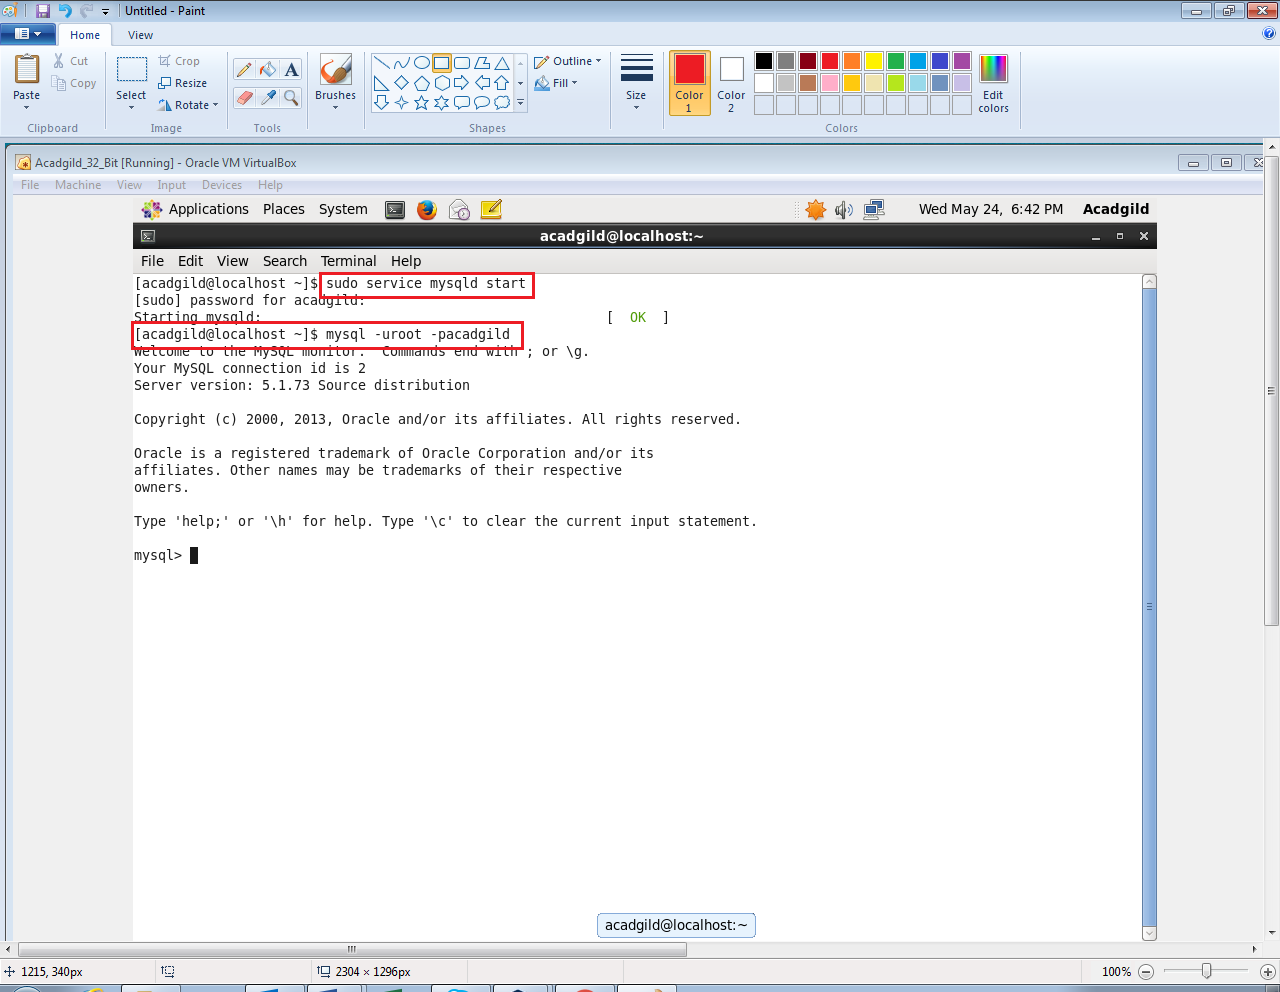 Untitled - Paint
Home View
Paste
Cut
Copy
Clipboard
Select
Crop
Resize
Rotate
Image
Tools
Brushes
Outline
Fill
Shapes
Size
Color 1
Color 2
Edit colors
Colors
Acadgild_32_Bit [Running] - Oracle VM VirtualBox
File Machine View Input Devices Help
Applications Places System Wed May 24, 6:42 PM Acadgild
acadgild@localhost:~
File Edit View Search Terminal Help
[acadgild@localhost ~]$ sudo service mysqld start
[sudo] password for acadgild:
Starting mysqld: [ OK ]
[acadgild@localhost ~]$ mysql -uroot -pacadgild
Welcome to the MySQL monitor. Commands end with ; or \g.
Your MySQL connection id is 2
Server version: 5.1.73 Source distribution
Copyright (c) 2000, 2013, Oracle and/or its affiliates. All rights reserved.
Oracle is a registered trademark of Oracle Corporation and/or its
affiliates. Other names may be trademarks of their respective
owners.
Type 'help;' or '\h' for help. Type '\c' to clear the current input statement.
mysql>
acadgild@localhost:~
1215, 340px 2304 × 1296px 100%